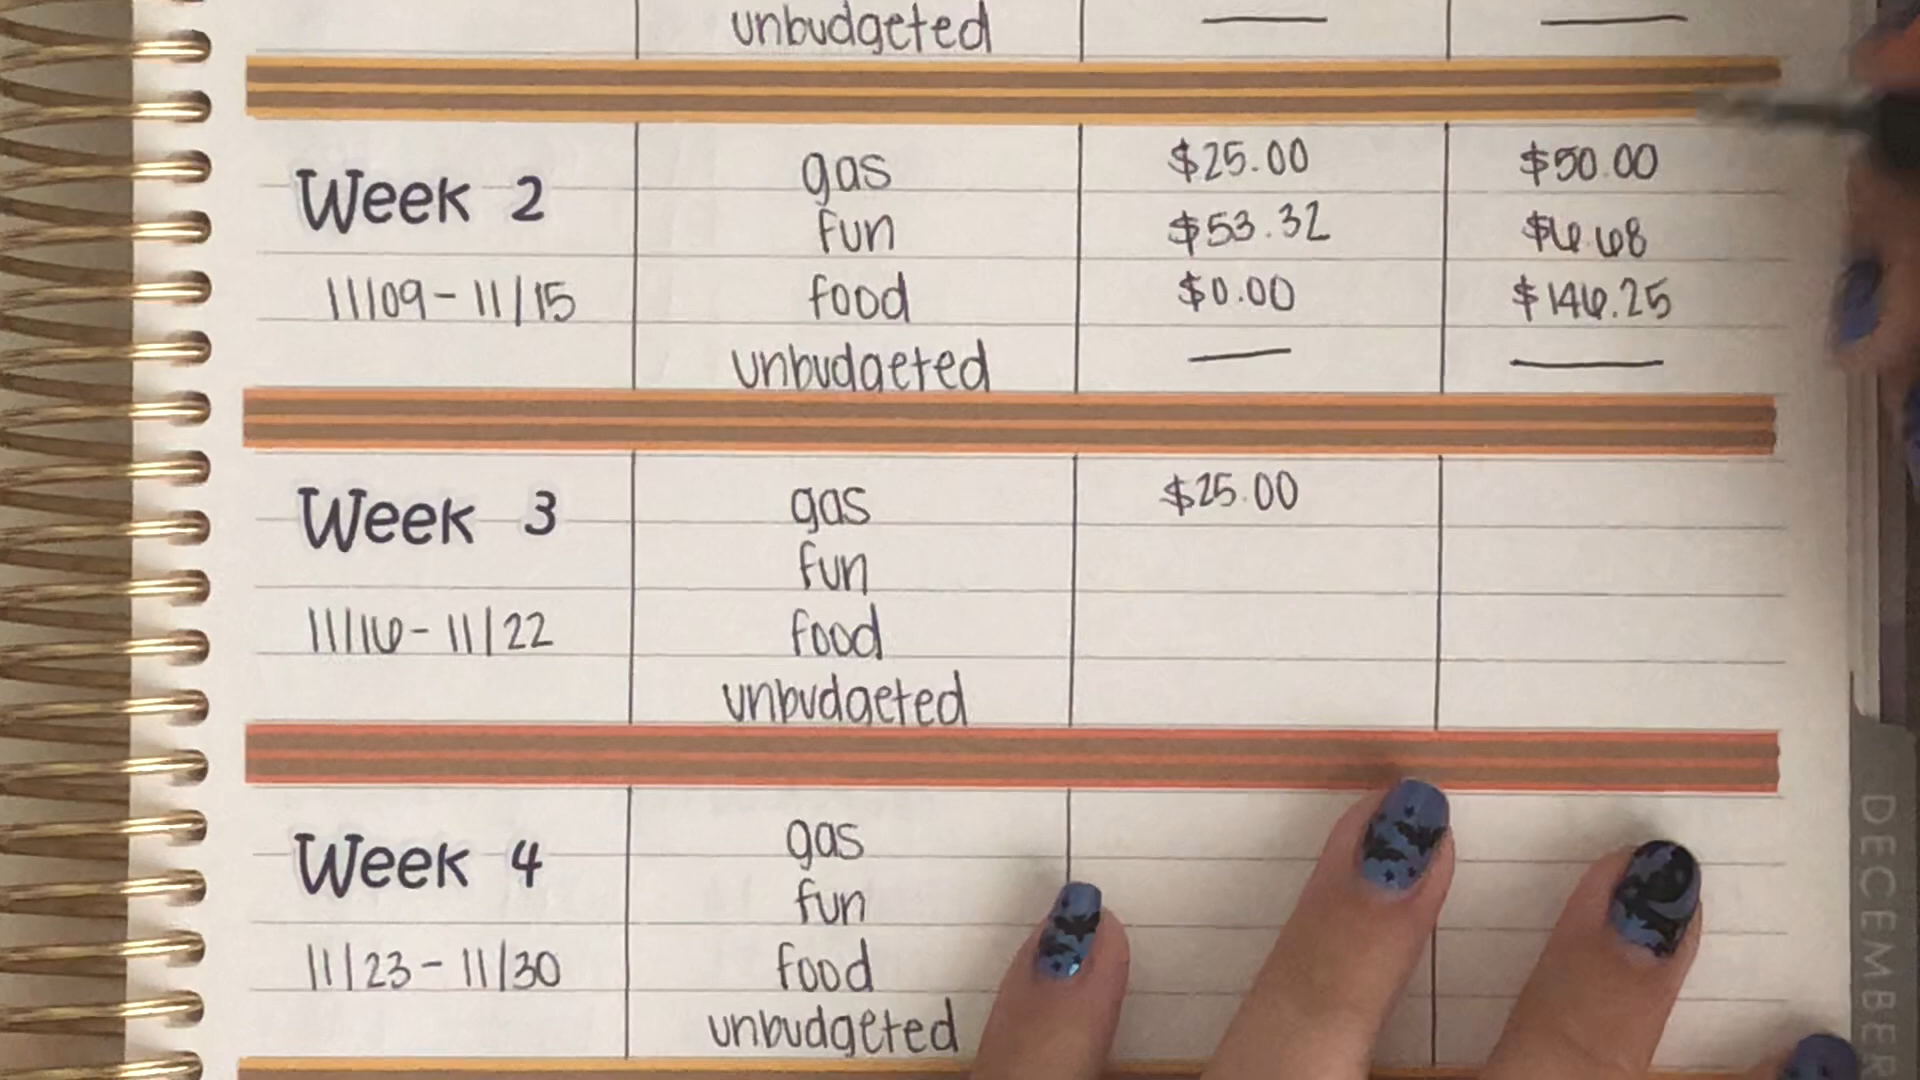 unbudgeted
Week 2
11/09 - 11/15
gas $25.00 $50.00
fun $53.32 $6.68
food $0.00 $146.25
unbudgeted
Week 3
11/16 - 11/22
gas $25.00
fun
food
unbudgeted
Week 4
11/23 - 11/30
gas
fun
food
unbudgeted
DECEMBER